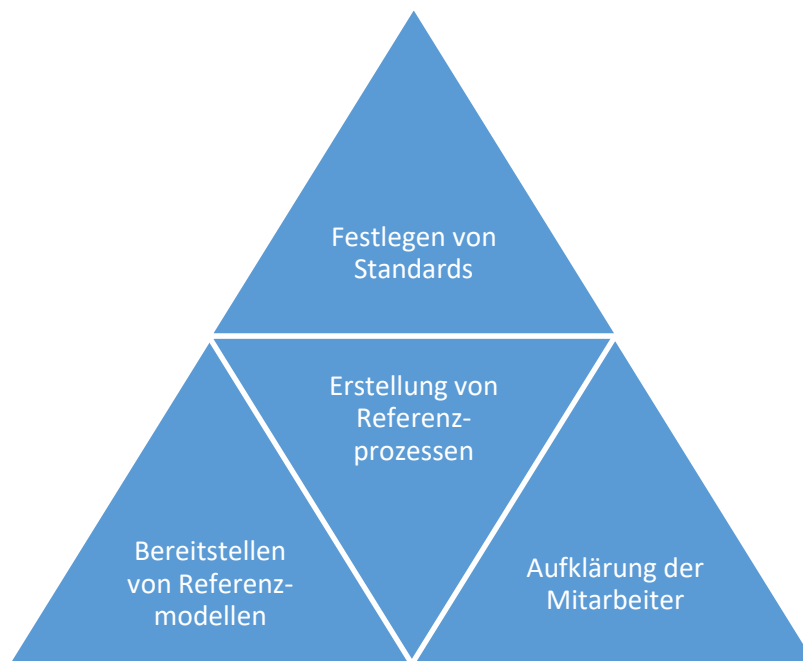 Festlegen von
Standards
Erstellung von
Referenz-
prozessen
Bereitstellen
von Referenz-
modellen
Aufklärung der
Mitarbeiter